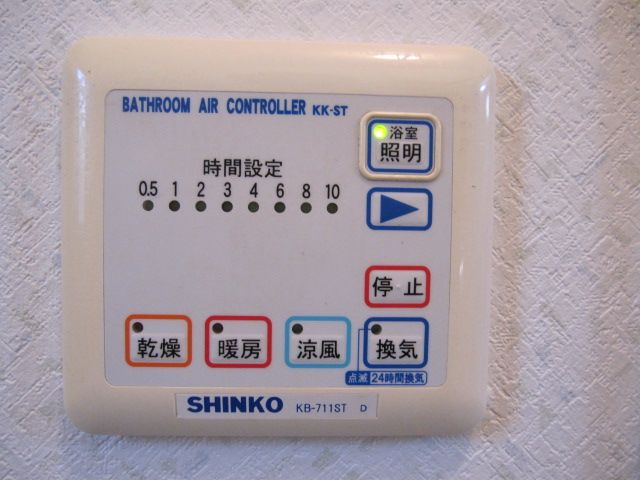 BATHROOM AIR CONTROLLER KK-ST
浴室
照明
時間設定
0.5 1 2 3 4 6 8 10
停止
乾燥 暖房 涼風 換気
点滅 24時間換気
SHINKO KB-711ST D